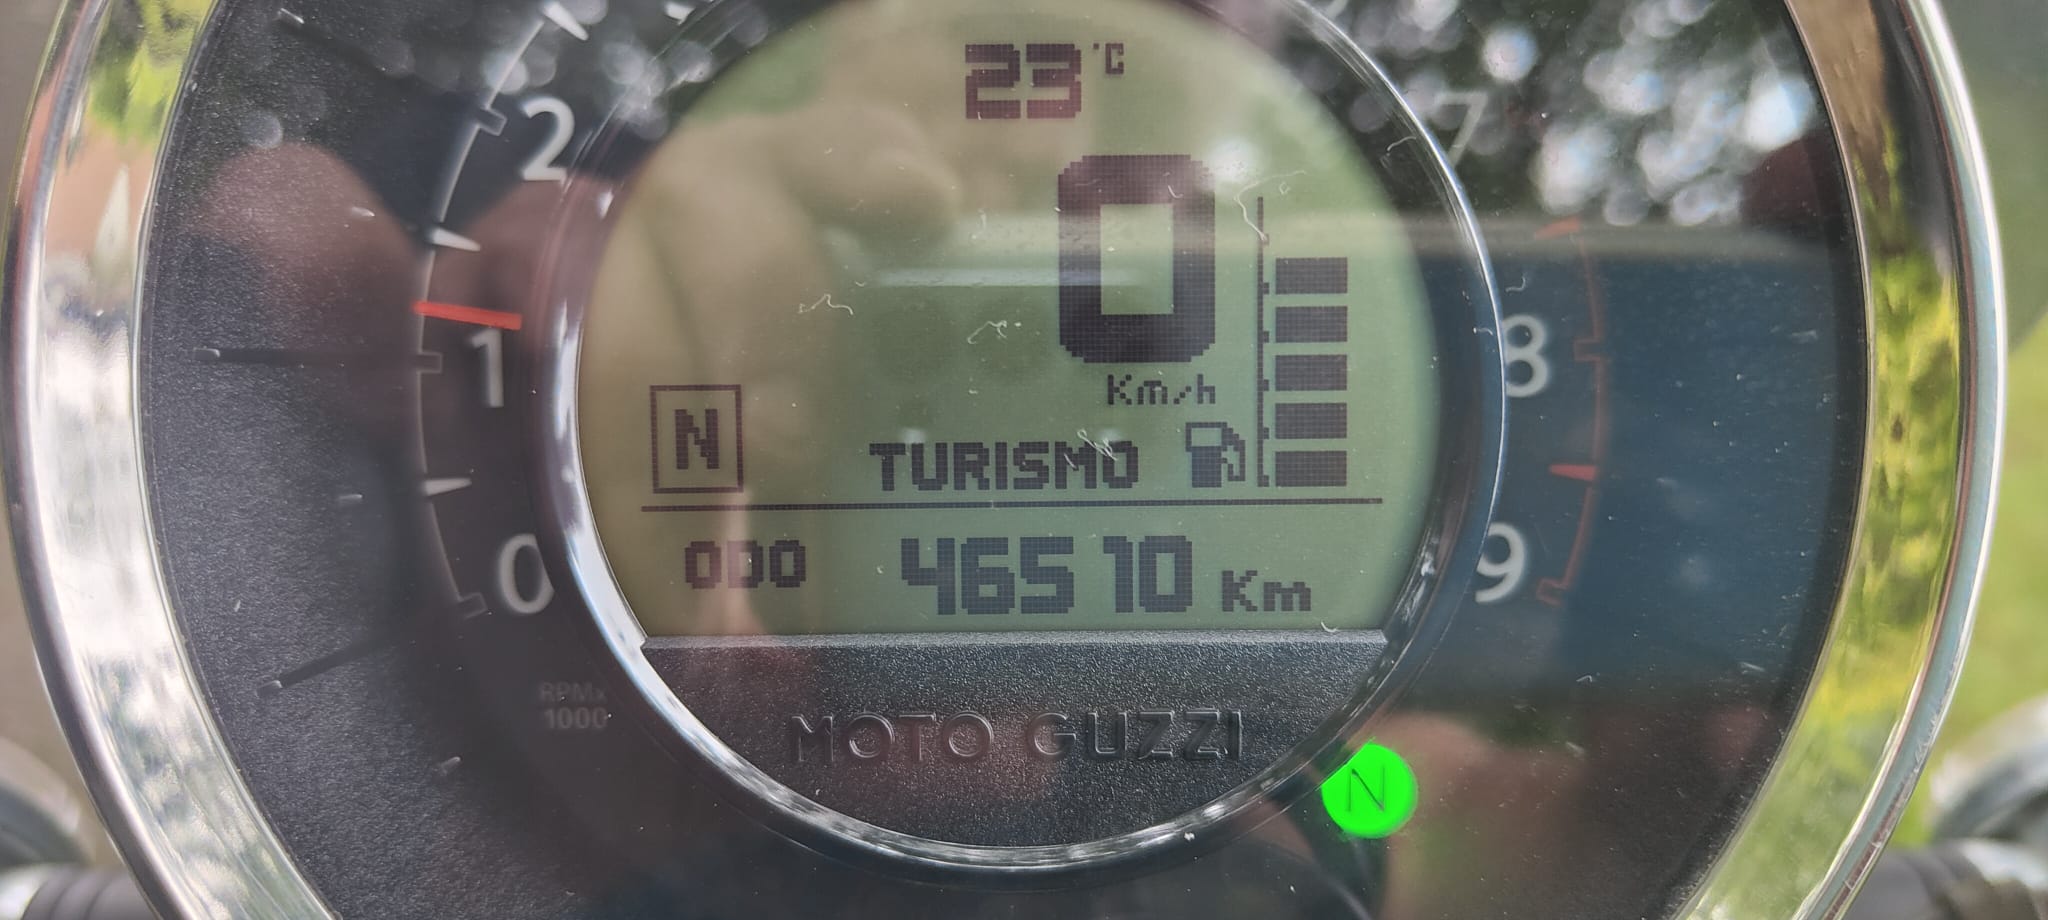 23 °C
2
7
0
Km/h
1
8
N
TURISMO
ODO 46510 Km
0
9
RPMx
1000
MOTO GUZZI
N